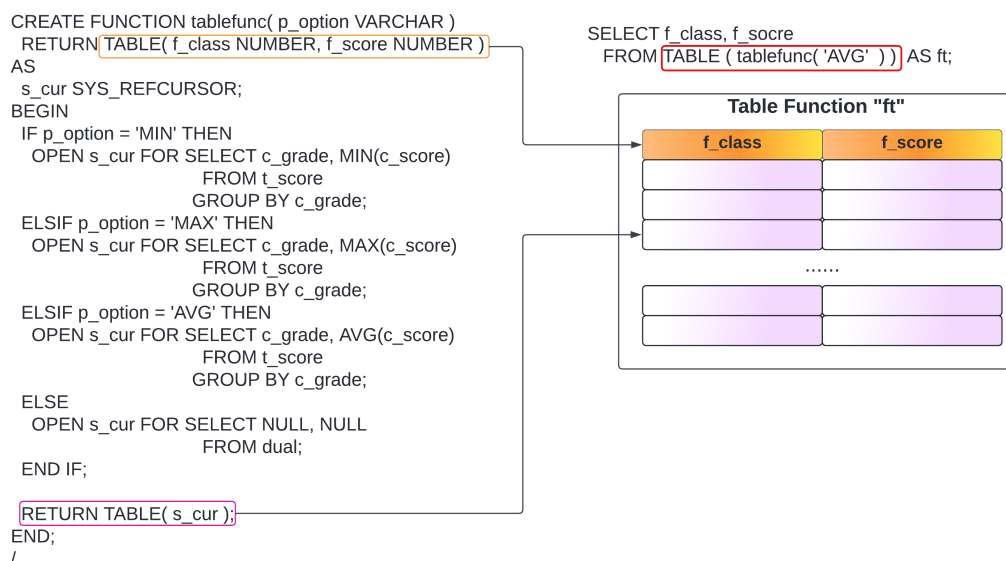 CREATE FUNCTION tablefunc( p_option VARCHAR )
RETURN TABLE( f_class NUMBER, f_score NUMBER )
AS
s_cur SYS_REFCURSOR;
BEGIN
IF p_option = 'MIN' THEN
OPEN s_cur FOR SELECT c_grade, MIN(c_score)
FROM t_score
GROUP BY c_grade;
ELSIF p_option = 'MAX' THEN
OPEN s_cur FOR SELECT c_grade, MAX(c_score)
FROM t_score
GROUP BY c_grade;
ELSIF p_option = 'AVG' THEN
OPEN s_cur FOR SELECT c_grade, AVG(c_score)
FROM t_score
GROUP BY c_grade;
ELSE
OPEN s_cur FOR SELECT NULL, NULL
FROM dual;
END IF;
RETURN TABLE( s_cur );
END;
/
SELECT f_class, f_socre
FROM TABLE ( tablefunc( 'AVG' ) ) AS ft;
Table Function "ft"
f_class f_score
......